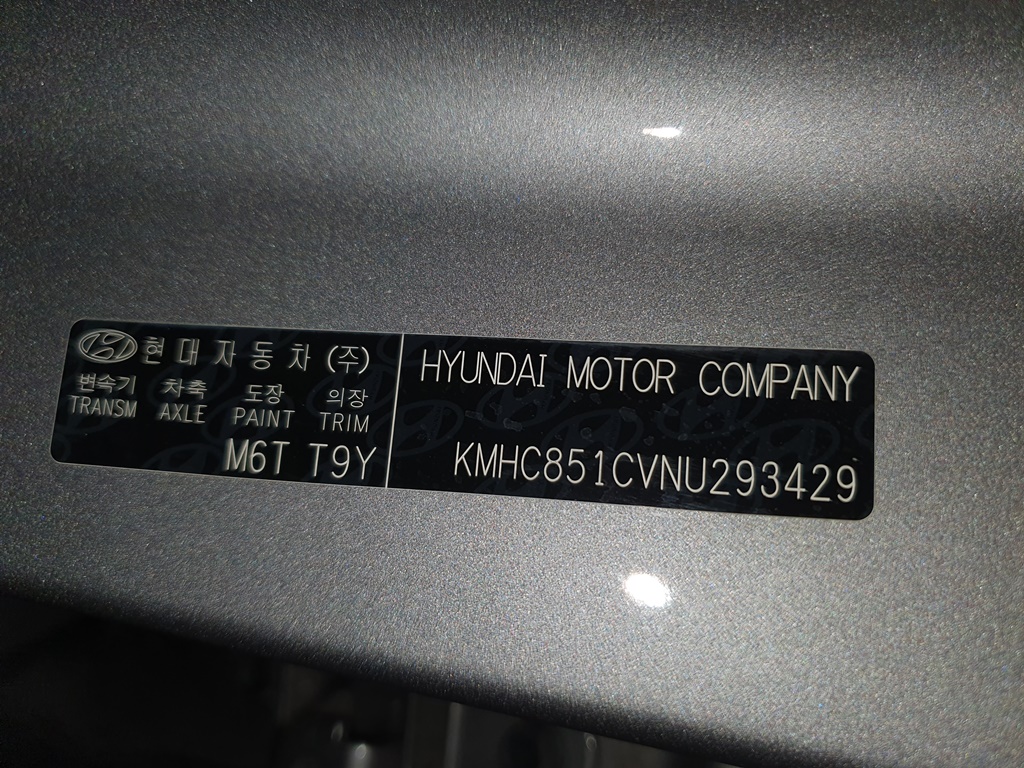 현대자동차(주)
변속기 차축 도장 의장
TRANSM AXLE PAINT TRIM
M6T T9Y
HYUNDAI MOTOR COMPANY
KMHC851CVNU293429